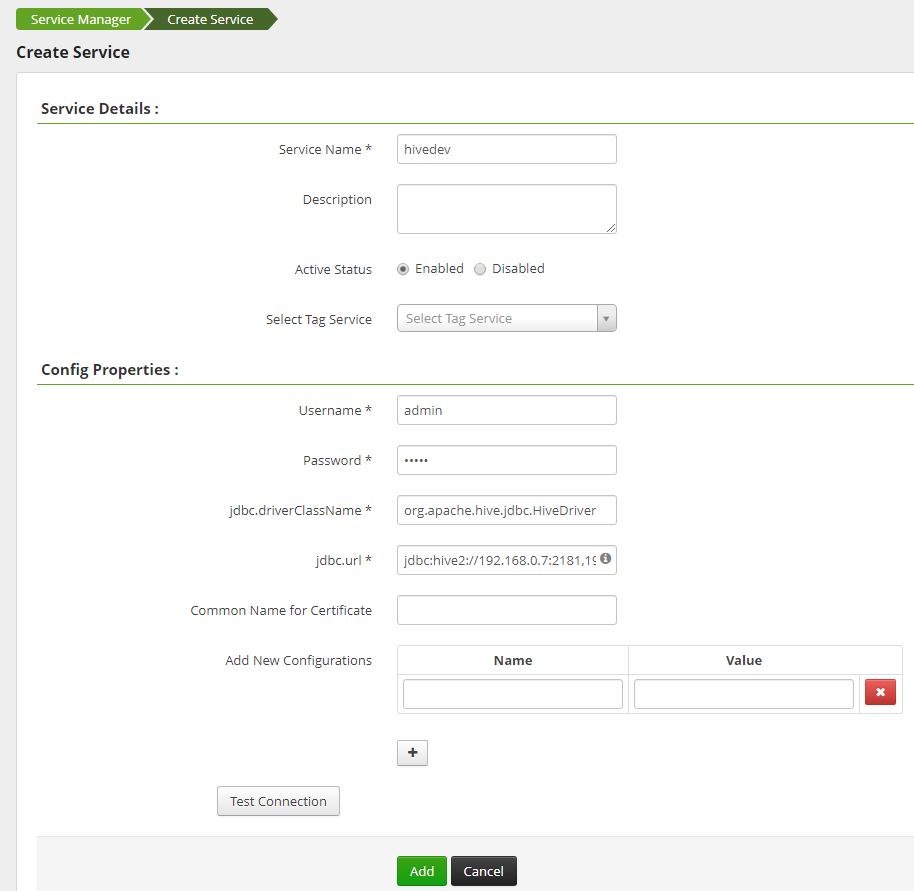 Service Manager Create Service
Create Service
Service Details :
Service Name * hivedev
Description
Active Status Enabled Disabled
Select Tag Service Select Tag Service
Config Properties :
Username * admin
Password * •••••
jdbc.driverClassName * org.apache.hive.jdbc.HiveDriver
jdbc.url * jdbc:hive2://192.168.0.7:2181,19
Common Name for Certificate
Add New Configurations Name Value
Test Connection
Add Cancel